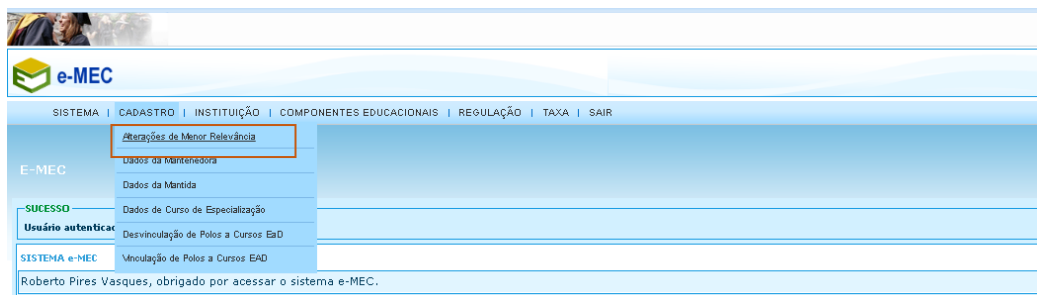 e-MEC
SISTEMA | CADASTRO | INSTITUIÇÃO | COMPONENTES EDUCACIONAIS | REGULAÇÃO | TAXA | SAIR
Alterações de Menor Relevância
E-MEC
Dados da Mantenedora
Dados da Mantida
SUCESSO
Dados de Curso de Especialização
Usuário autenticad
Desvinculação de Polos a Cursos EaD
SISTEMA e-MEC
Vinculação de Polos a Cursos EAD
Roberto Pires Vasques, obrigado por acessar o sistema e-MEC.